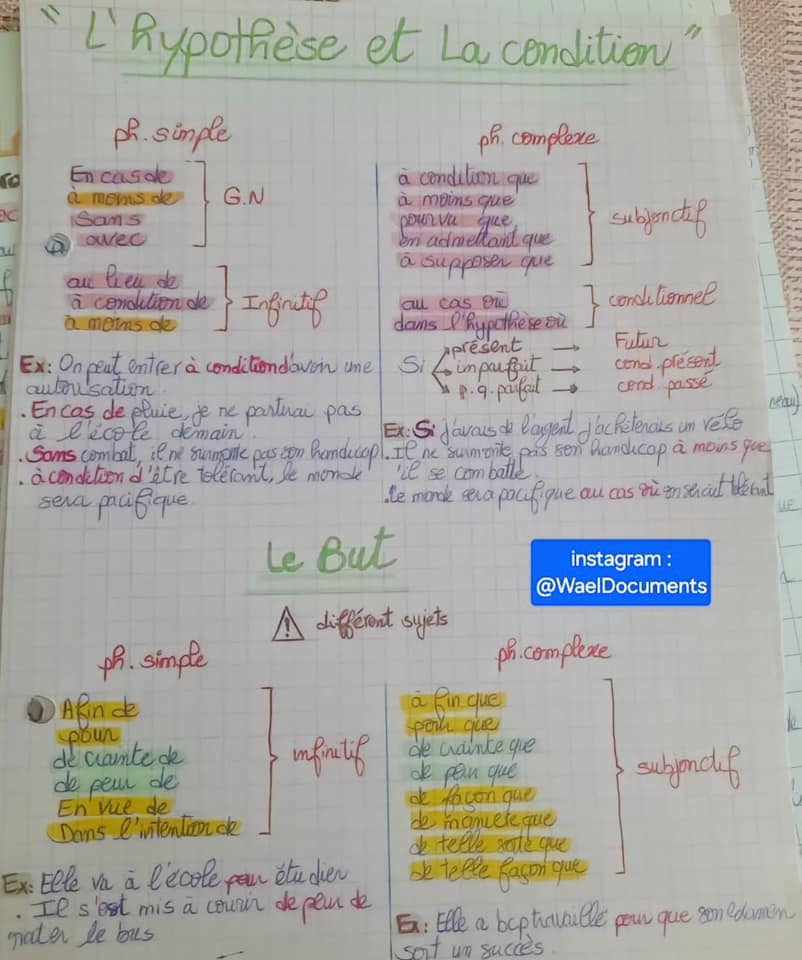 " L'hypothèse et La condition "
ph. simple
En cas de
à moins de
Sans
avec
G.N
au lieu de
à condition de
à moins de
Infinitif
Ex: On peut entrer à condition d'avoir une
autorisation.
. En cas de pluie, je ne partirai pas
à l'école demain.
. Sans combat, il ne surmonte pas son handicap
. à condition d'être tolérant, le monde
sera pacifique.
ph. complexe
à condition que
à moins que
pourvu que
en admettant que
à supposer que
subjonctif
au cas où
dans l'hypothèse où
conditionnel
Si
présent → Futur
imparfait → cond. présent
p.q. parfait → cond passé
Ex: Si j'avais de l'argent j'achèterais un vélo
. Il ne surmonte pas son handicap à moins que
'il se combatte.
. Le monde sera pacifique au cas où on serait tolérant
Le But
instagram :
@WaelDocuments
différent sujets
ph. simple
Afin de
pour
de crainte de
de peur de
En vue de
Dans l'intention de
infinitif
Ex: Elle va à l'école pour étudier
. Il s'est mis à courir de peur de
rater le bus
ph. complexe
à fin que
pour que
de crainte que
de peur que
de façon que
de manière que
de telle sorte que
de telle façon que
subjonctif
Ex: Elle a bcp travaillé pour que son examen
soit un succès.